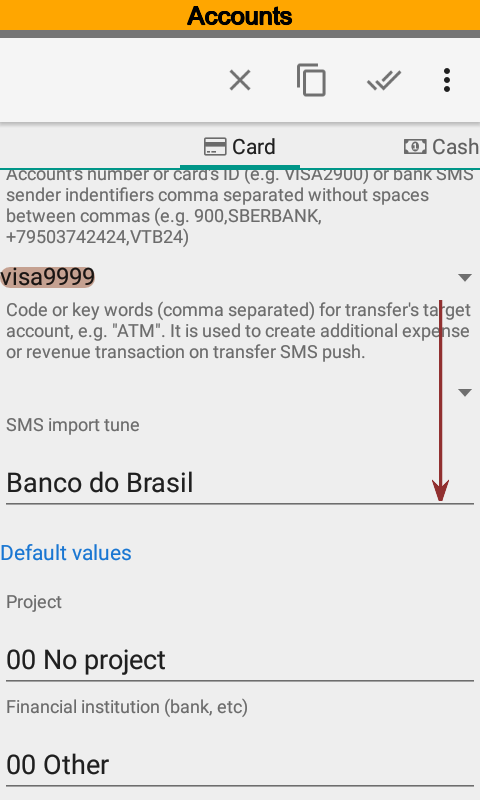 Accounts
Card
Cash
Account's number or card's ID (e.g. VISA2900) or bank SMS
sender indentifiers comma separated without spaces
between commas (e.g. 900,SBERBANK,
+79503742424,VTB24)
visa9999
Code or key words (comma separated) for transfer's target
account, e.g. "ATM". It is used to create additional expense
or revenue transaction on transfer SMS push.
SMS import tune
Banco do Brasil
Default values
Project
00 No project
Financial institution (bank, etc)
00 Other